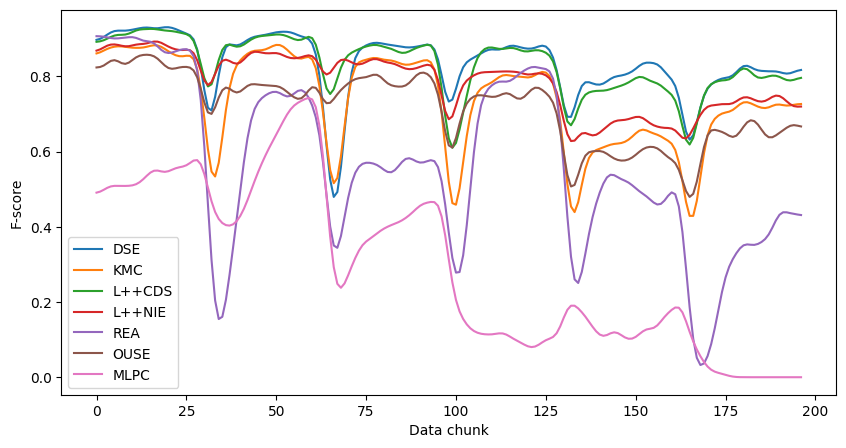 F-score
0.8
0.6
0.4
0.2
0.0
DSE
KMC
L++CDS
L++NIE
REA
OUSE
MLPC
0
25
50
75
100
125
150
175
200
Data chunk